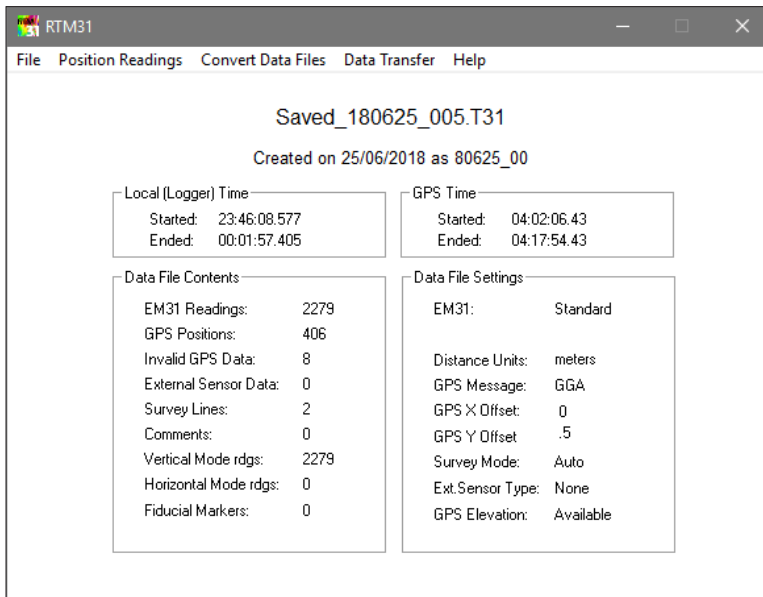 RTM31
File Position Readings Convert Data Files Data Transfer Help
Saved_180625_005.T31
Created on 25/06/2018 as 80625_00
Local (Logger) Time
Started: 23:46:08.577
Ended: 00:01:57.405
GPS Time
Started: 04:02:06.43
Ended: 04:17:54.43
Data File Contents
EM31 Readings: 2279
GPS Positions: 406
Invalid GPS Data: 8
External Sensor Data: 0
Survey Lines: 2
Comments: 0
Vertical Mode rdgs: 2279
Horizontal Mode rdgs: 0
Fiducial Markers: 0
Data File Settings
EM31: Standard
Distance Units: meters
GPS Message: GGA
GPS X Offset: 0
GPS Y Offset .5
Survey Mode: Auto
Ext.Sensor Type: None
GPS Elevation: Available